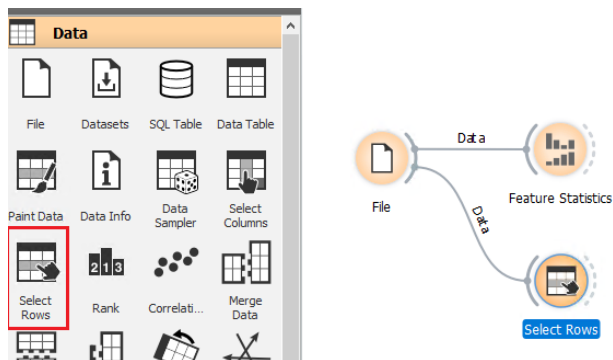 Data
File
Datasets
SQL Table
Data Table
Paint Data
Data Info
Data
Sampler
Select
Columns
Select
Rows
2 1 3
Rank
Correlati...
Merge
Data
Data
Data
File
Feature Statistics
Select Rows